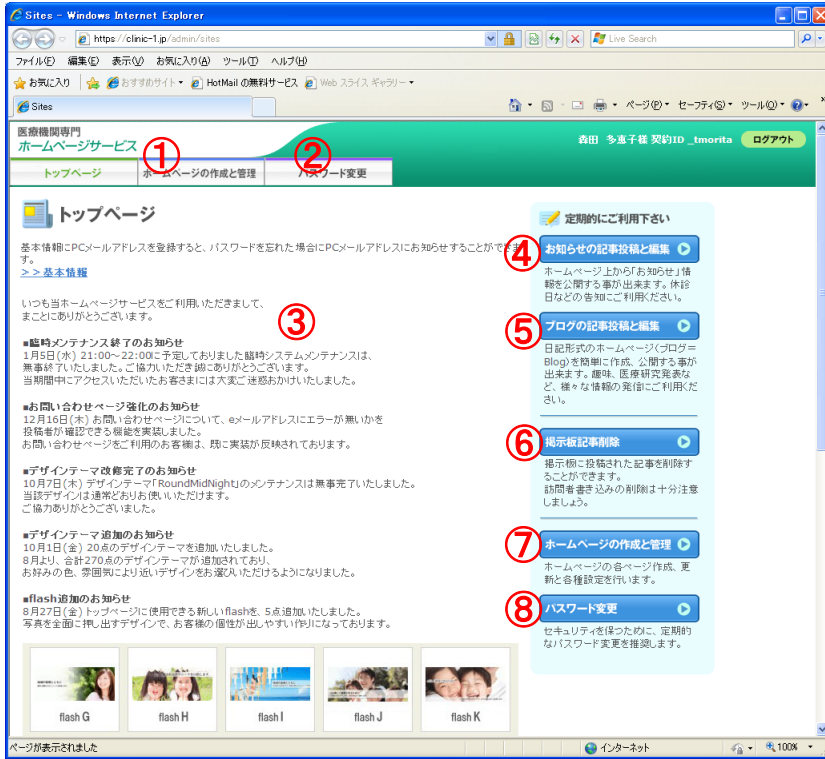 Sites - Windows Internet Explorer
https://clinic-1.jp/admin/sites
Live Search
ファイル(F) 編集(E) 表示(V) お気に入り(A) ツール(T) ヘルプ(H)
お気に入り おすすめサイト HotMail の無料サービス Web スライス ギャラリー
Sites
ページ(P) セーフティ(S) ツール(O)
医療機関専門
ホームページサービス
森田 多恵子様 契約ID _tmorita ログアウト
① ②
トップページ ホームページの作成と管理 パスワード変更
トップページ
基本情報にPCメールアドレスを登録すると、パスワードを忘れた場合にPCメールアドレスにお知らせすることができます。
>>基本情報
いつも当ホームページサービスをご利用いただきまして、
まことにありがとうございます。
③
■臨時メンテナンス終了のお知らせ
1月5日(水) 21:00～22:00に予定しておりました臨時システムメンテナンスは、
無事終了いたしました。ご協力いただき誠にありがとうございます。
当期間中にアクセスいただいたお客さまには大変ご迷惑おかけいたしました。
■お問い合わせページ強化のお知らせ
12月16日(木) お問い合わせページについて、eメールアドレスにエラーが無いかを
投稿者が確認できる機能を実装しました。
お問い合わせページをご利用のお客様は、既に実装が反映されております。
■デザインテーマ改修完了のお知らせ
10月7日(木) デザインテーマ「RoundMidNight」のメンテナンスは無事完了いたしました。
当該デザインは通常どおりお使いいただけます。
ご協力ありがとうございました。
■デザインテーマ追加のお知らせ
10月1日(金) 20点のデザインテーマを追加いたしました。
8月より、合計270点のデザインテーマが追加されており、
お好みの色、雰囲気により近いデザインをお選びいただけるようになりました。
■flash追加のお知らせ
8月27日(金) トップページに使用できる新しいflashを、5点追加いたしました。
写真を全面に押し出すデザインで、お客様の個性が出しやすい作りになっております。
flash G flash H flash I flash J flash K
定期的にご利用下さい
④ お知らせの記事投稿と編集
ホームページ上から「お知らせ」情
報を公開する事が出来ます。休診
日などの告知にご利用ください。
⑤ ブログの記事投稿と編集
日記形式のホームページ(ブログ＝
Blog)を簡単に作成、公開する事が
出来ます。趣味、医療研究発表な
ど、様々な情報の発信にご利用くだ
さい。
⑥ 掲示板記事削除
掲示板に投稿された記事を削除す
ることができます。
訪問者書き込みの削除は十分注意
しましょう。
⑦ ホームページの作成と管理
ホームページの各ページ作成、更
新と各種設定を行います。
⑧ パスワード変更
セキュリティを保つために、定期的
なパスワード変更を推奨します。
ページが表示されました インターネット 100%